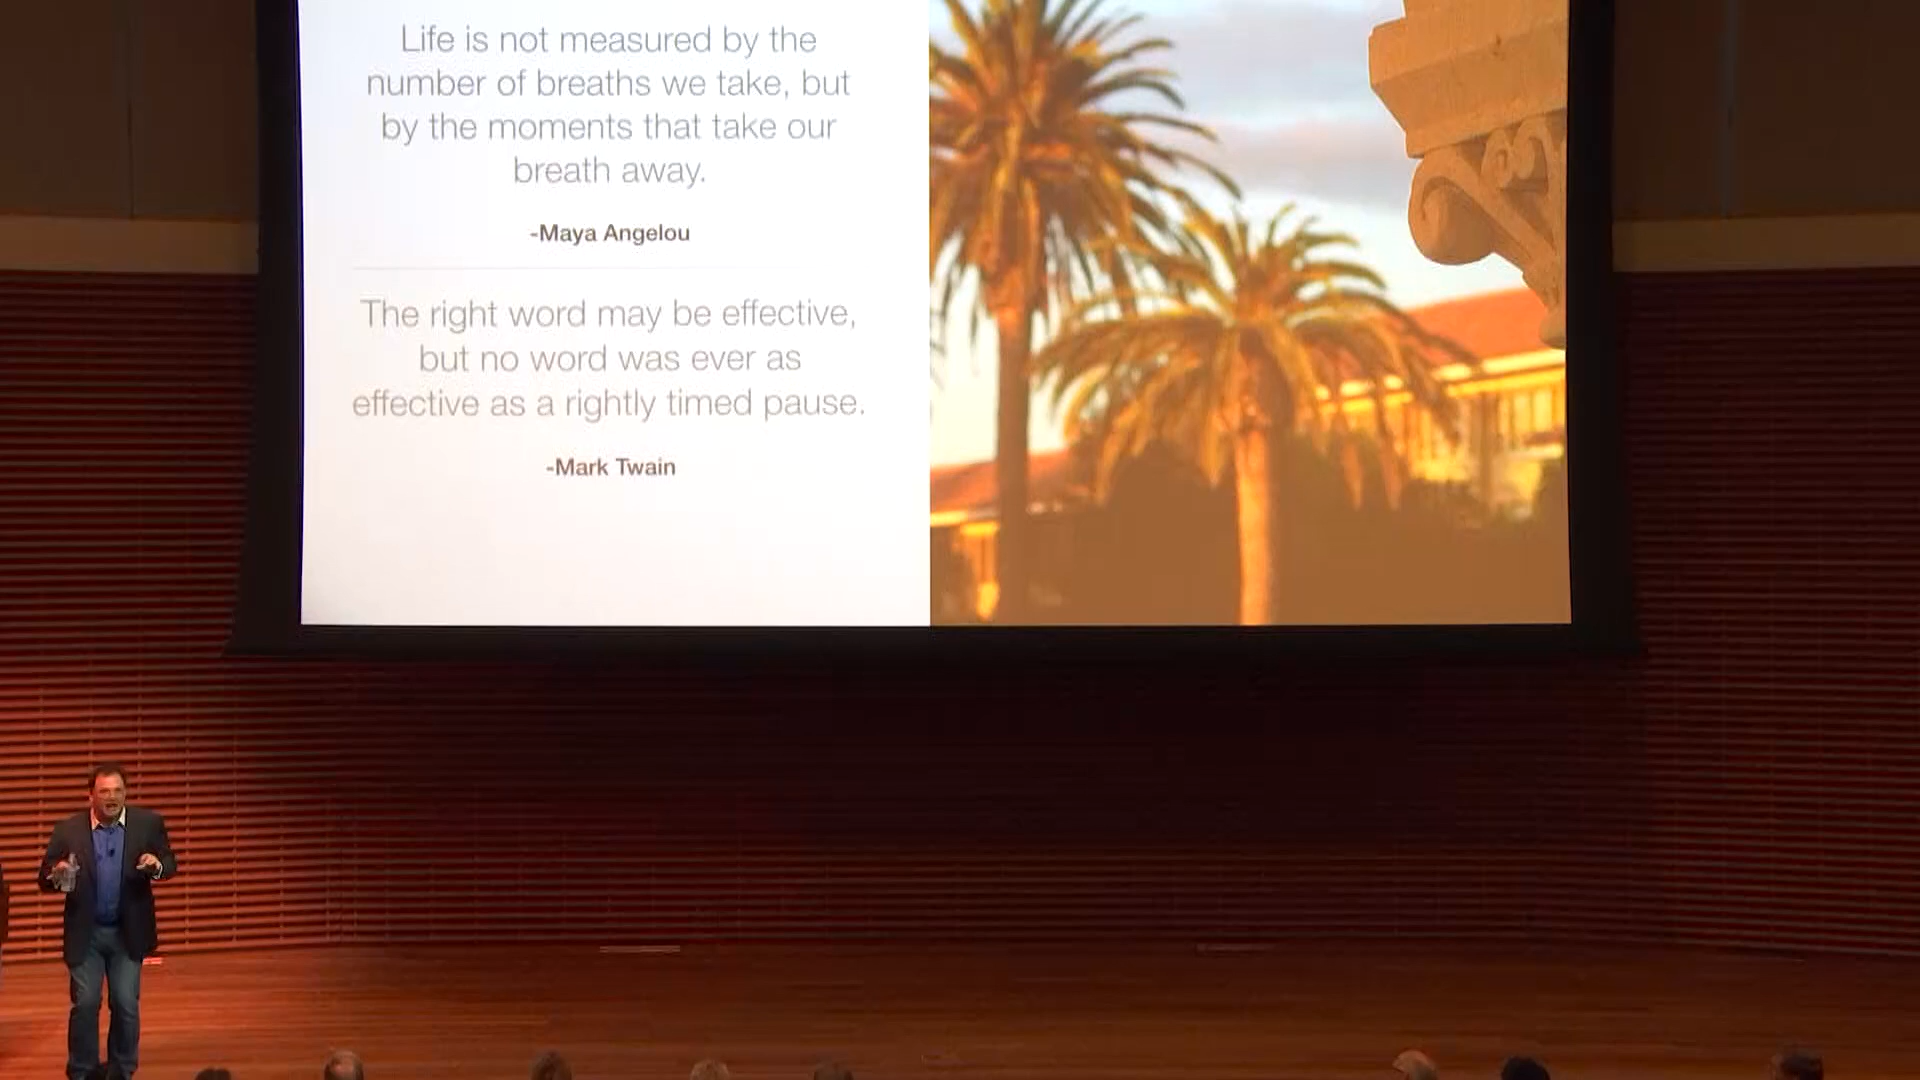 Life is not measured by the
number of breaths we take, but
by the moments that take our
breath away.
-Maya Angelou
The right word may be effective,
but no word was ever as
effective as a rightly timed pause.
-Mark Twain